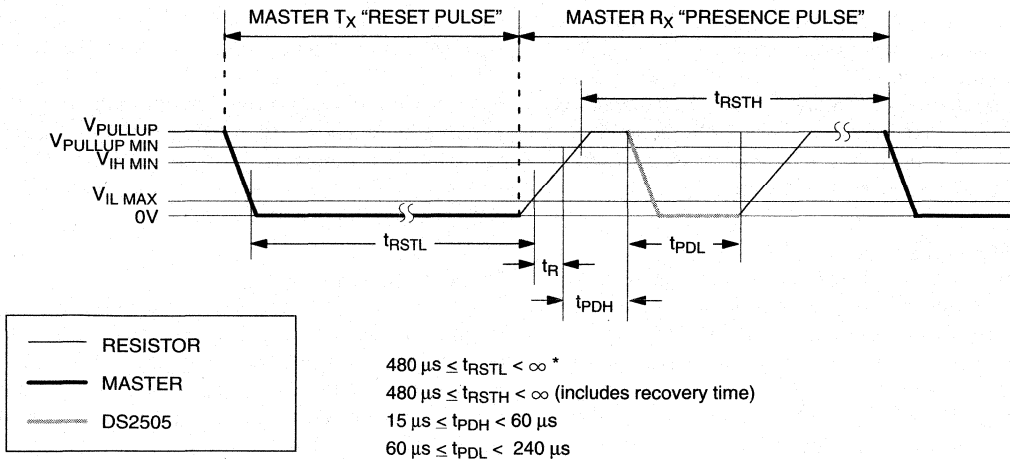 MASTER TX “RESET PULSE” MASTER RX “PRESENCE PULSE”
tRSTH
VPULLUP
VPULLUP MIN
VIH MIN
VIL MAX
0V
tRSTL
tR
tPDL
tPDH
RESISTOR
MASTER
DS2505
480 μs ≤ tRSTL < ∞ *
480 μs ≤ tRSTH < ∞ (includes recovery time)
15 μs ≤ tPDH < 60 μs
60 μs ≤ tPDL < 240 μs